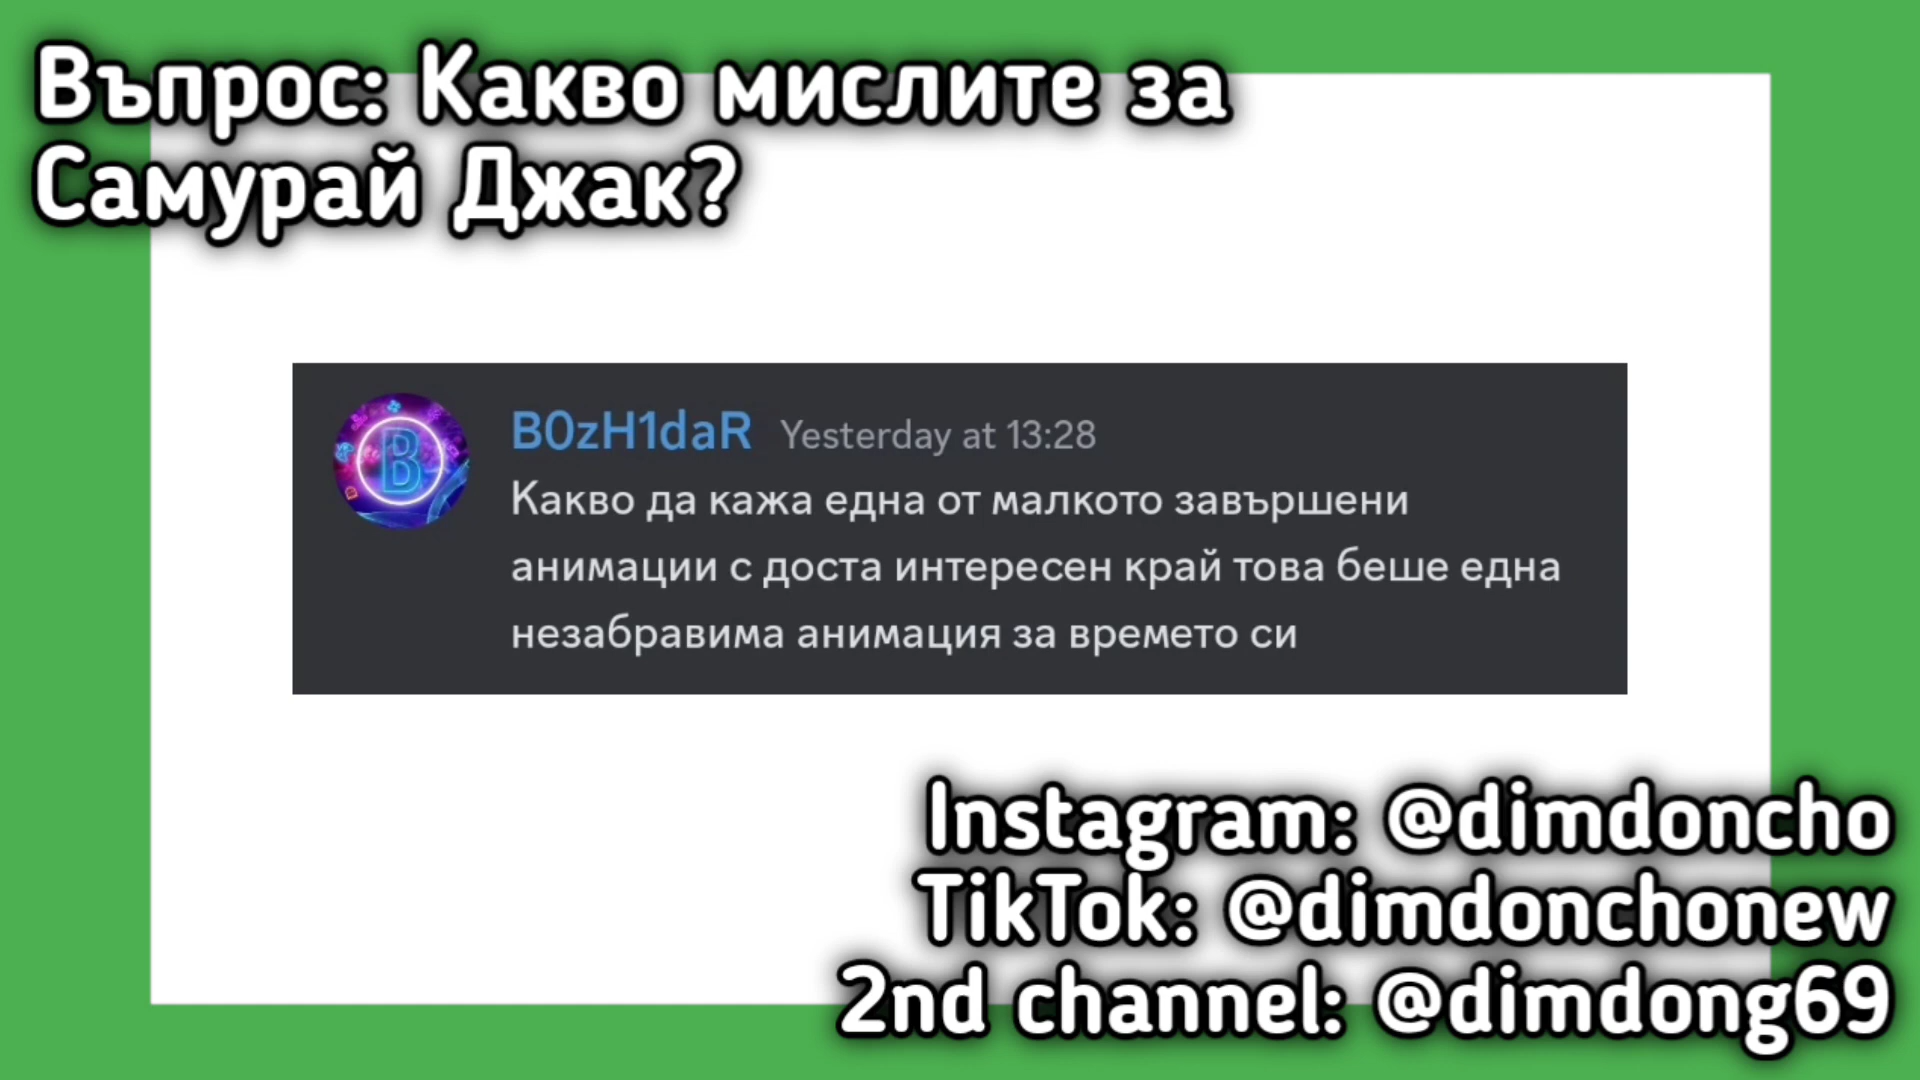 Въпрос: Какво мислите за
Самурай Джак?
B
B0zH1daR Yesterday at 13:28
Какво да кажа една от малкото завършени
анимации с доста интересен край това беше една
незабравима анимация за времето си
Instagram: @dimdoncho
TikTok: @dimdonchonew
2nd channel: @dimdong69